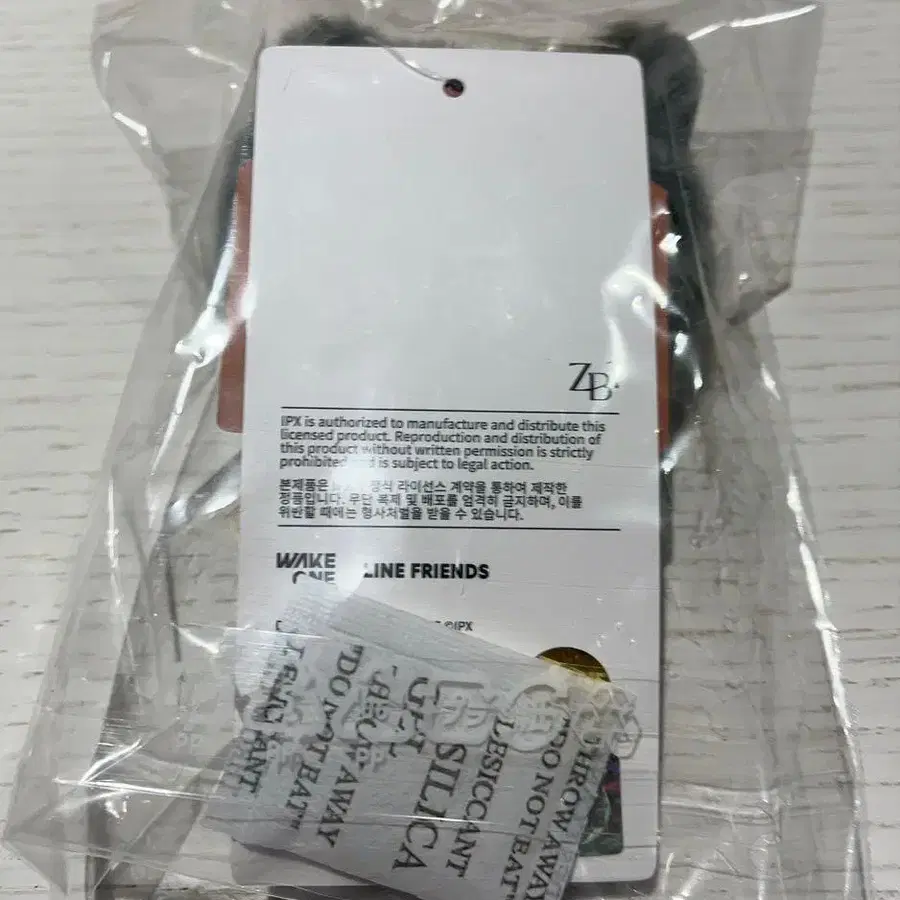 ZB
IPX is authorized to manufacture and distribute this
licensed product. Reproduction and distribution of
this product without written permission is strictly
prohibited and is subject to legal action.
본제품은 정식 라이선스 계약을 통하여 제작한
정품입니다. 무단 복제 및 배포를 엄격히 금지하며, 이를
위반할 때에는 형사처벌을 받을 수 있습니다.
WAKE
ONE
LINE FRIENDS
©IPX
"DO NOT EAT"
THROW AWAY
SILICA
"DO NOT EAT"
THROW AWAY